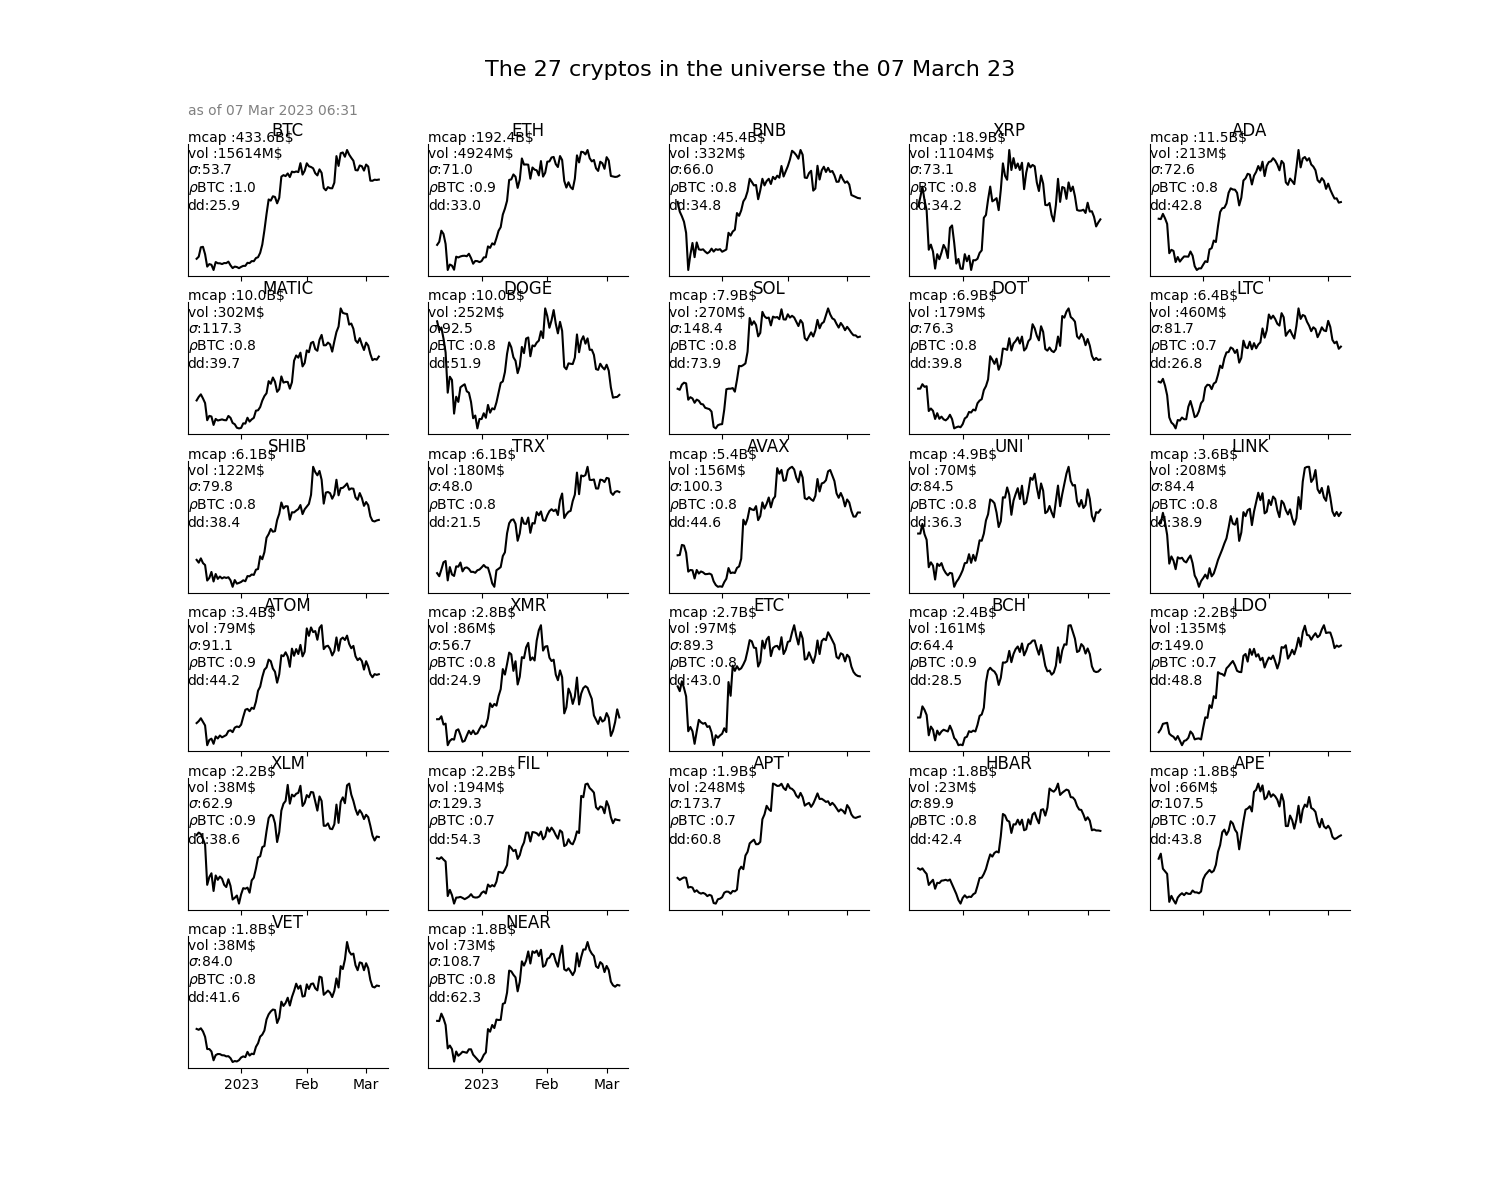 The 27 cryptos in the universe the 07 March 23
as of 07 Mar 2023 06:31
BTC
mcap :433.6B$
vol :15614M$
σ:53.7
ρBTC :1.0
dd:25.9
ETH
mcap :192.4B$
vol :4924M$
σ:71.0
ρBTC :0.9
dd:33.0
BNB
mcap :45.4B$
vol :332M$
σ:66.0
ρBTC :0.8
dd:34.8
XRP
mcap :18.9B$
vol :1104M$
σ:73.1
ρBTC :0.8
dd:34.2
ADA
mcap :11.5B$
vol :213M$
σ:72.6
ρBTC :0.8
dd:42.8
MATIC
mcap :10.0B$
vol :302M$
σ:117.3
ρBTC :0.8
dd:39.7
DOGE
mcap :10.0B$
vol :252M$
σ:92.5
ρBTC :0.8
dd:51.9
SOL
mcap :7.9B$
vol :270M$
σ:148.4
ρBTC :0.8
dd:73.9
DOT
mcap :6.9B$
vol :179M$
σ:76.3
ρBTC :0.8
dd:39.8
LTC
mcap :6.4B$
vol :460M$
σ:81.7
ρBTC :0.7
dd:26.8
SHIB
mcap :6.1B$
vol :122M$
σ:79.8
ρBTC :0.8
dd:38.4
TRX
mcap :6.1B$
vol :180M$
σ:48.0
ρBTC :0.8
dd:21.5
AVAX
mcap :5.4B$
vol :156M$
σ:100.3
ρBTC :0.8
dd:44.6
UNI
mcap :4.9B$
vol :70M$
σ:84.5
ρBTC :0.8
dd:36.3
LINK
mcap :3.6B$
vol :208M$
σ:84.4
ρBTC :0.8
dd:38.9
ATOM
mcap :3.4B$
vol :79M$
σ:91.1
ρBTC :0.9
dd:44.2
XMR
mcap :2.8B$
vol :86M$
σ:56.7
ρBTC :0.8
dd:24.9
ETC
mcap :2.7B$
vol :97M$
σ:89.3
ρBTC :0.8
dd:43.0
BCH
mcap :2.4B$
vol :161M$
σ:64.4
ρBTC :0.9
dd:28.5
LDO
mcap :2.2B$
vol :135M$
σ:149.0
ρBTC :0.7
dd:48.8
XLM
mcap :2.2B$
vol :38M$
σ:62.9
ρBTC :0.9
dd:38.6
FIL
mcap :2.2B$
vol :194M$
σ:129.3
ρBTC :0.7
dd:54.3
APT
mcap :1.9B$
vol :248M$
σ:173.7
ρBTC :0.7
dd:60.8
HBAR
mcap :1.8B$
vol :23M$
σ:89.9
ρBTC :0.8
dd:42.4
APE
mcap :1.8B$
vol :66M$
σ:107.5
ρBTC :0.7
dd:43.8
VET
mcap :1.8B$
vol :38M$
σ:84.0
ρBTC :0.8
dd:41.6
NEAR
mcap :1.8B$
vol :73M$
σ:108.7
ρBTC :0.8
dd:62.3
2023 Feb Mar
2023 Feb Mar